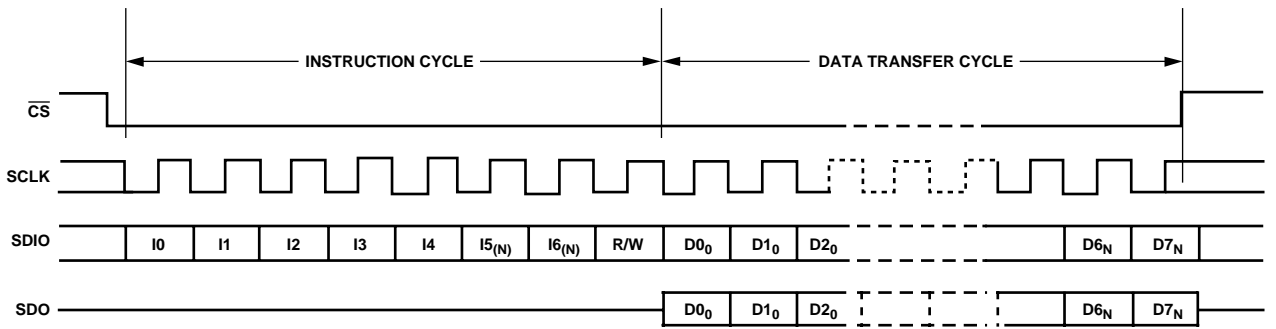 INSTRUCTION CYCLE DATA TRANSFER CYCLE
CS
SCLK
SDIO I0 I1 I2 I3 I4 I5(N) I6(N) R/W D00 D10 D20 D6N D7N
SDO D00 D10 D20 D6N D7N